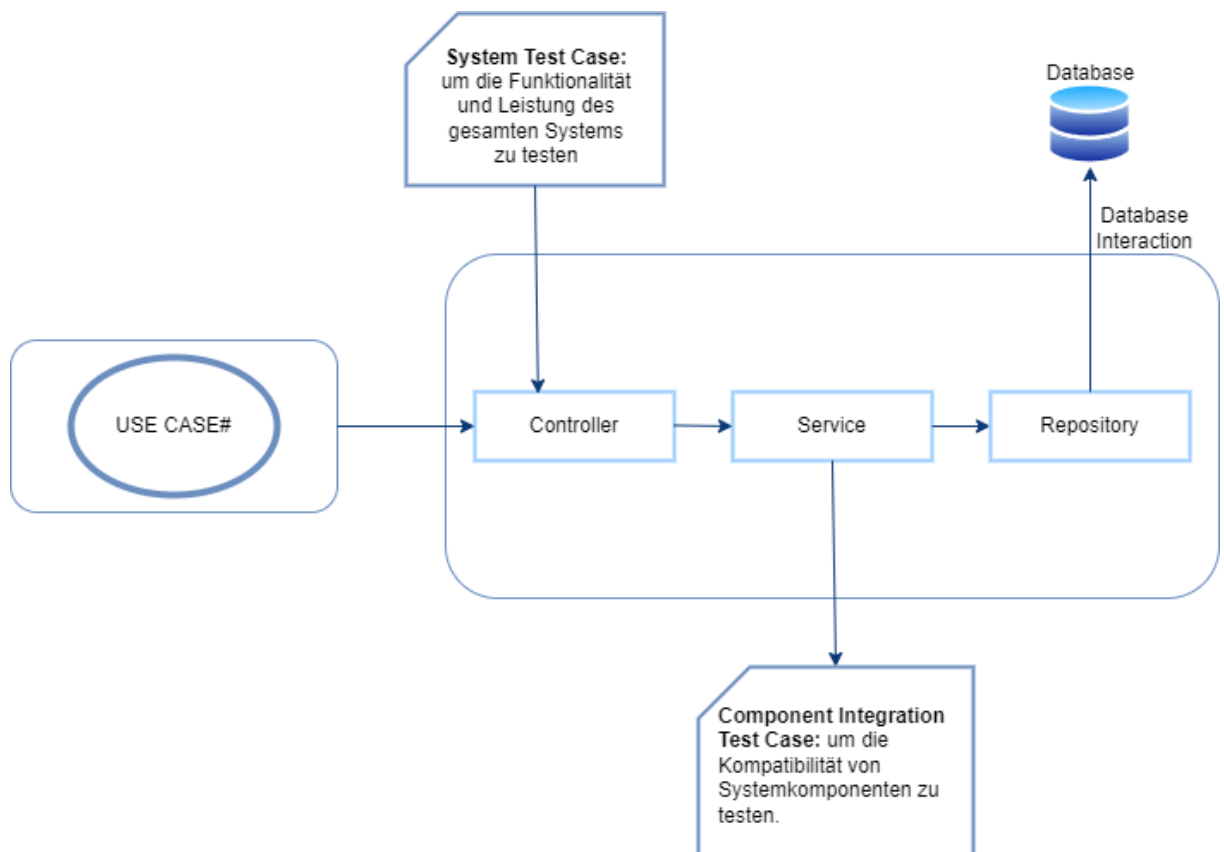 System Test Case:
um die Funktionalität
und Leistung des
gesamten Systems
zu testen
Database
Database
Interaction
USE CASE#
Controller
Service
Repository
Component Integration
Test Case: um die
Kompatibilität von
Systemkomponenten zu
testen.